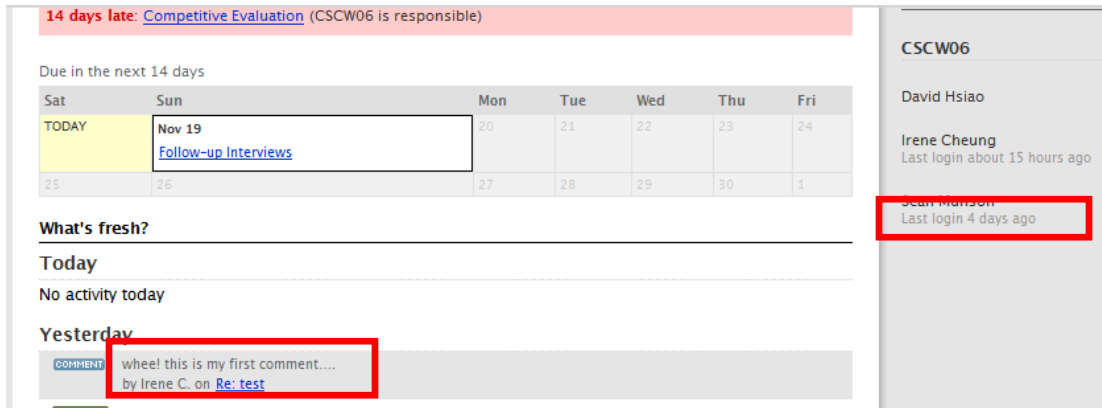 14 days late: Competitive Evaluation (CSCW06 is responsible)
Due in the next 14 days
Sat Sun Mon Tue Wed Thu Fri
TODAY Nov 19 20 21 22 23 24
Follow-up Interviews
25 26 27 28 29 30 1
What's fresh?
Today
No activity today
Yesterday
COMMENT whee! this is my first comment....
by Irene C. on Re: test
CSCW06
David Hsiao
Irene Cheung
Last login about 15 hours ago
Sean Munson
Last login 4 days ago